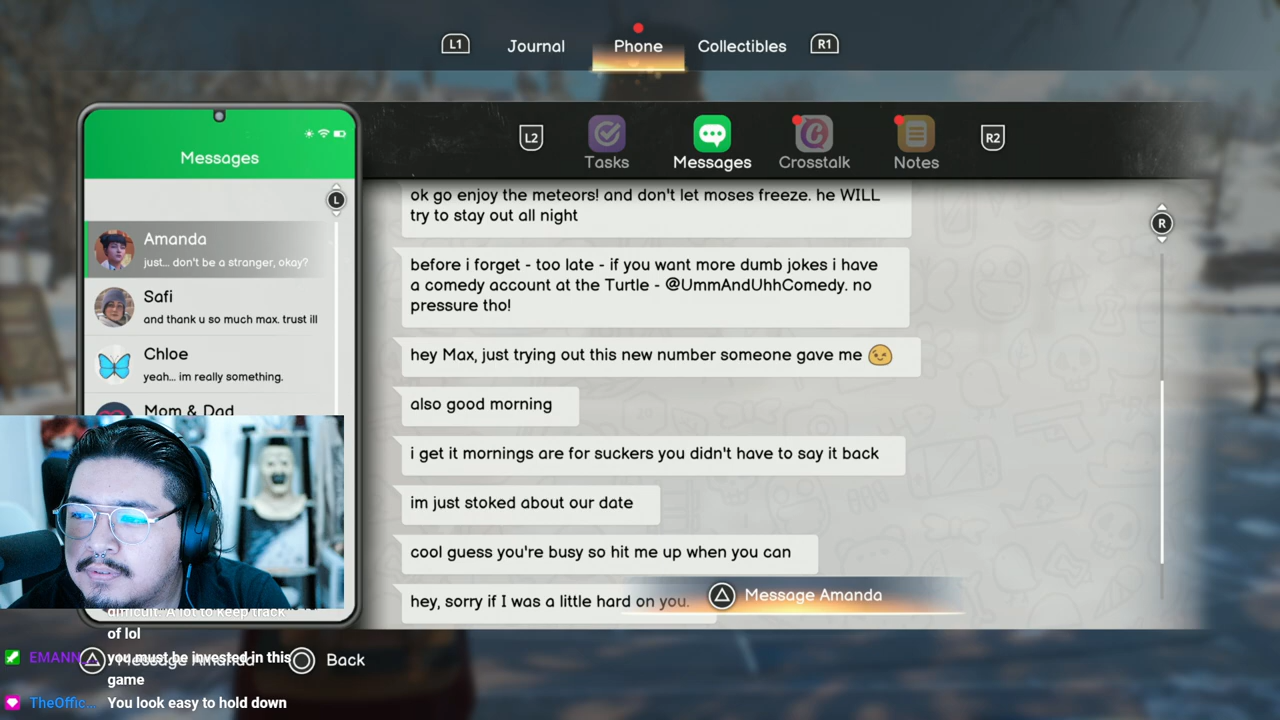 L1
Journal
Phone
Collectibles
R1
L2
Tasks
Messages
Crosstalk
Notes
R2
Messages
L
Amanda
just... don't be a stranger, okay?
Safi
and thank u so much max. trust ill
Chloe
yeah... im really something.
Mom & Dad
ok go enjoy the meteors! and don't let moses freeze. he WILL
try to stay out all night
before i forget - too late - if you want more dumb jokes i have
a comedy account at the Turtle - @UmmAndUhhComedy. no
pressure tho!
hey Max, just trying out this new number someone gave me
also good morning
i get it mornings are for suckers you didn't have to say it back
im just stoked about our date
cool guess you're busy so hit me up when you can
hey, sorry if I was a little hard on you.
R
Message Amanda
difficult. A lot to keep track
of lol
EMANN... you must be invested in this
game
TheOffic... You look easy to hold down
Message Amanda
Back